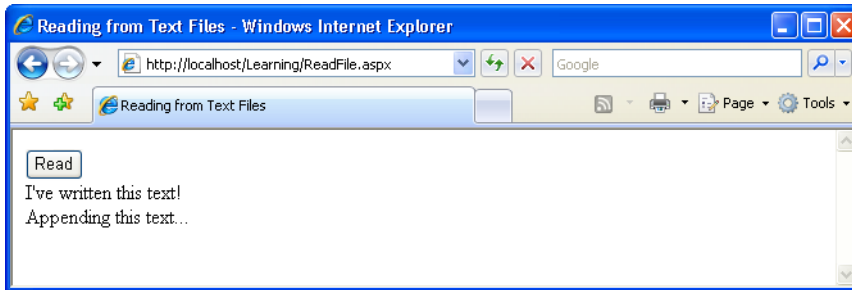 Reading from Text Files - Windows Internet Explorer
http://localhost/Learning/ReadFile.aspx
Google
Reading from Text Files
Page
Tools
Read
I've written this text!
Appending this text...